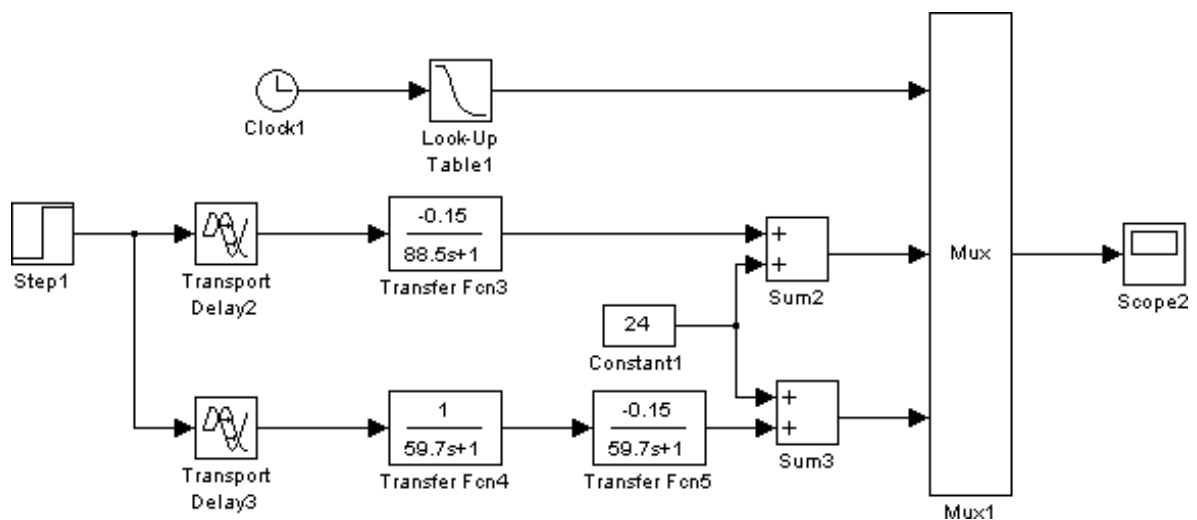 Clock1
Look-Up
Table1
Step1
Transport
Delay2
-0.15
88.5s+1
Transfer Fcn3
+
+
Sum2
Mux
Scope2
24
Constant1
Transport
Delay3
1
59.7s+1
Transfer Fcn4
-0.15
59.7s+1
Transfer Fcn5
+
+
Sum3
Mux1